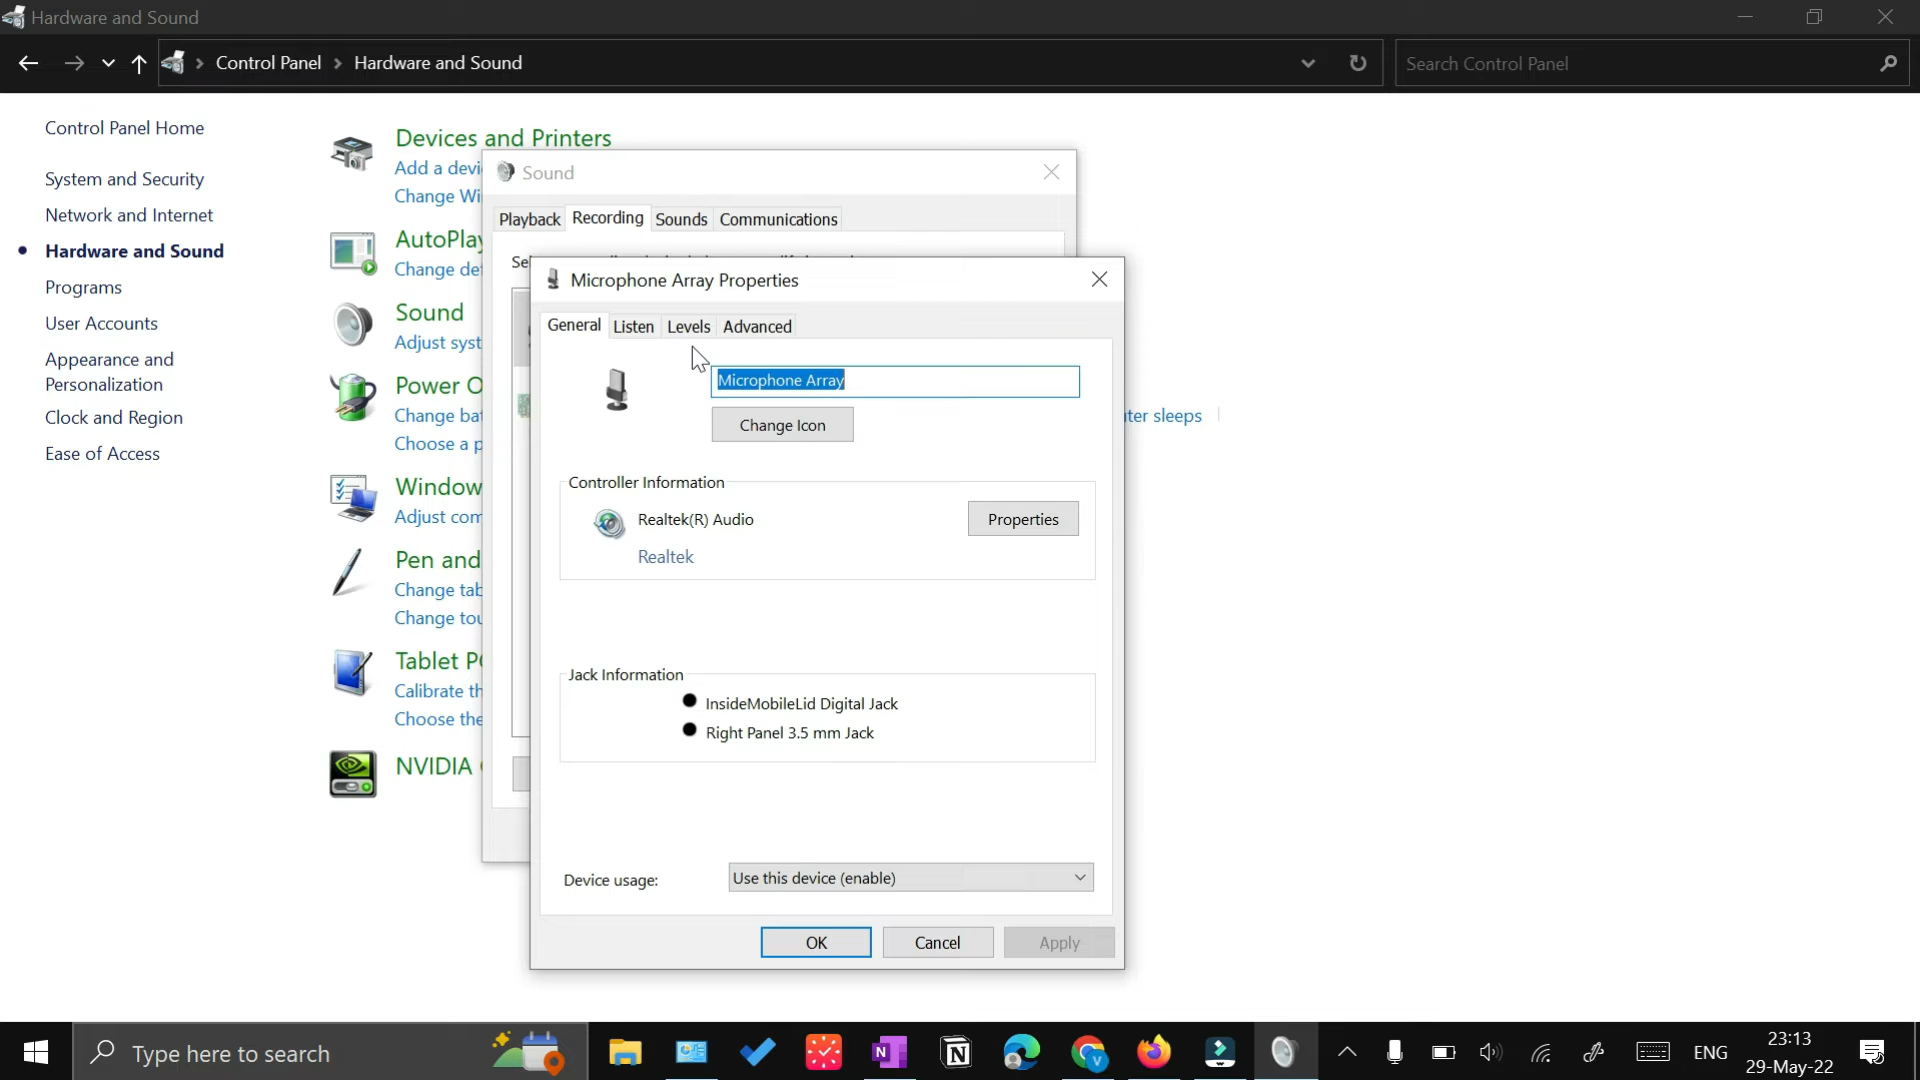 Hardware and Sound
Control Panel
Hardware and Sound
Search Control Panel
Control Panel Home
System and Security
Network and Internet
Hardware and Sound
Programs
User Accounts
Appearance and
Personalization
Clock and Region
Ease of Access
Devices and Printers
Add a devi
Change Wi
AutoPlay
Change def
Sound
Adjust syst
Power O
Change bat
Choose a p
ter sleeps
Window
Adjust com
Pen and
Change tab
Change tou
Tablet P
Calibrate th
Choose the
NVIDIA
Sound
Playback
Recording
Sounds
Communications
Sel
Microphone Array Properties
General
Listen
Levels
Advanced
Microphone Array
Change Icon
Controller Information
Realtek(R) Audio
Properties
Realtek
Jack Information
InsideMobileLid Digital Jack
Right Panel 3.5 mm Jack
Device usage:
Use this device (enable)
OK
Cancel
Apply
Type here to search
ENG
23:13
29-May-22